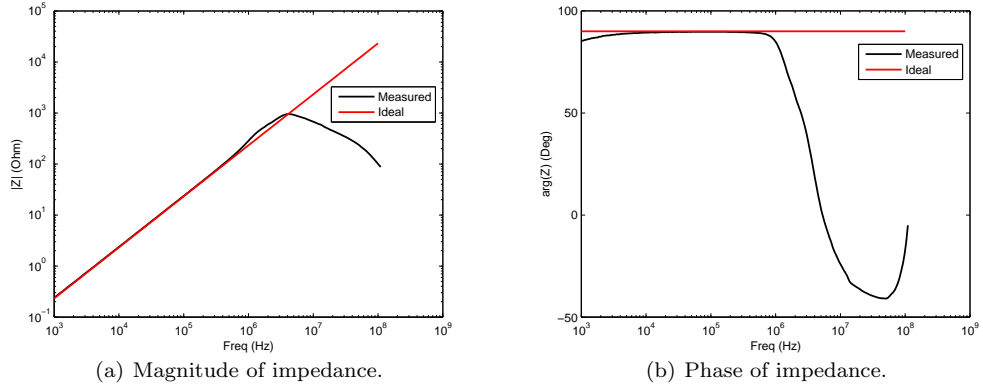 10^5
10^4
10^3
10^2
10^1
10^0
10^−1
|Z| (Ohm)
Measured
Ideal
10^3 10^4 10^5 10^6 10^7 10^8 10^9
Freq (Hz)
(a) Magnitude of impedance.
100
50
0
−50
arg(Z) (Deg)
Measured
Ideal
10^3 10^4 10^5 10^6 10^7 10^8 10^9
Freq (Hz)
(b) Phase of impedance.